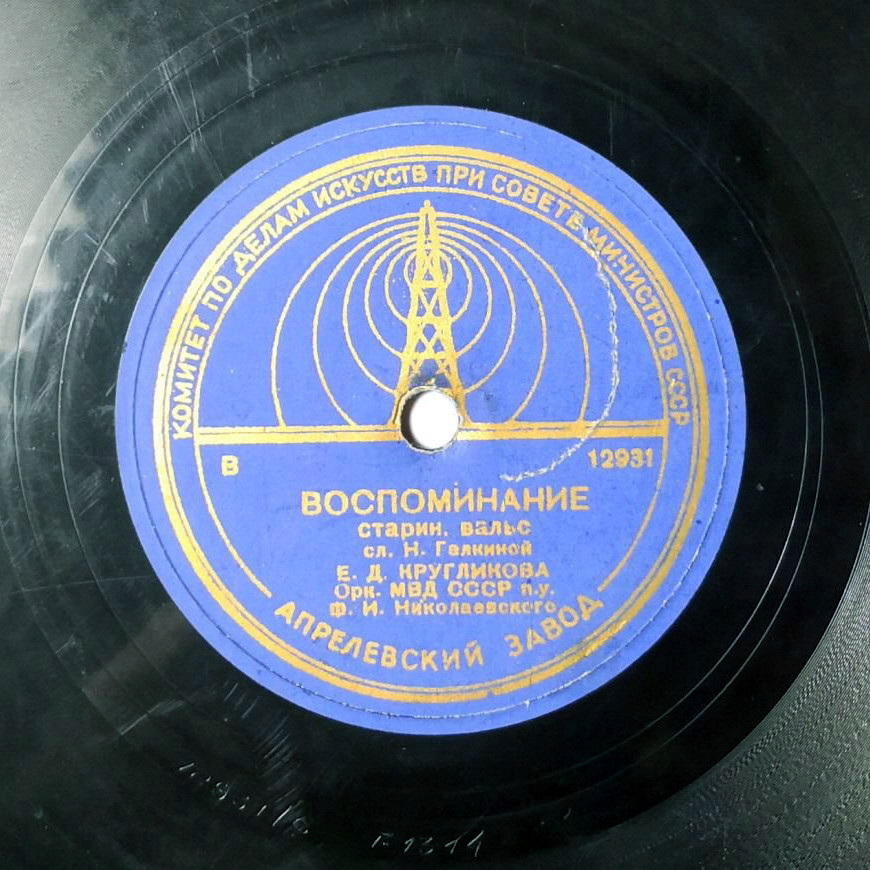 КОМИТЕТ ПО ДЕЛАМ ИСКУССТВ ПРИ СОВЕТЕ МИНИСТРОВ СССР
В 12931
ВОСПОМИНАНИЕ
старин. вальс
сл. Н. Галкиной
Е. Д. КРУГЛИКОВА
Орк. МВД СССР п.у.
Ф. И. Николаевского
АПРЕЛЕВСКИЙ ЗАВОД